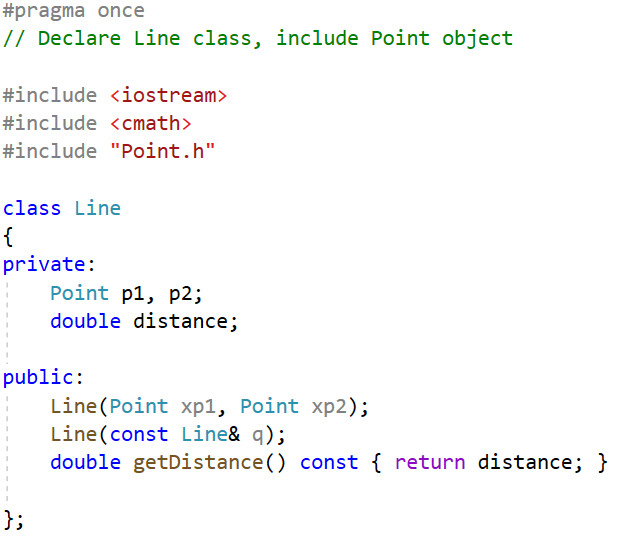 #pragma once
// Declare Line class, include Point object
#include <iostream>
#include <cmath>
#include "Point.h"
class Line
{
private:
    Point p1, p2;
    double distance;
public:
    Line(Point xp1, Point xp2);
    Line(const Line& q);
    double getDistance() const { return distance; }
};